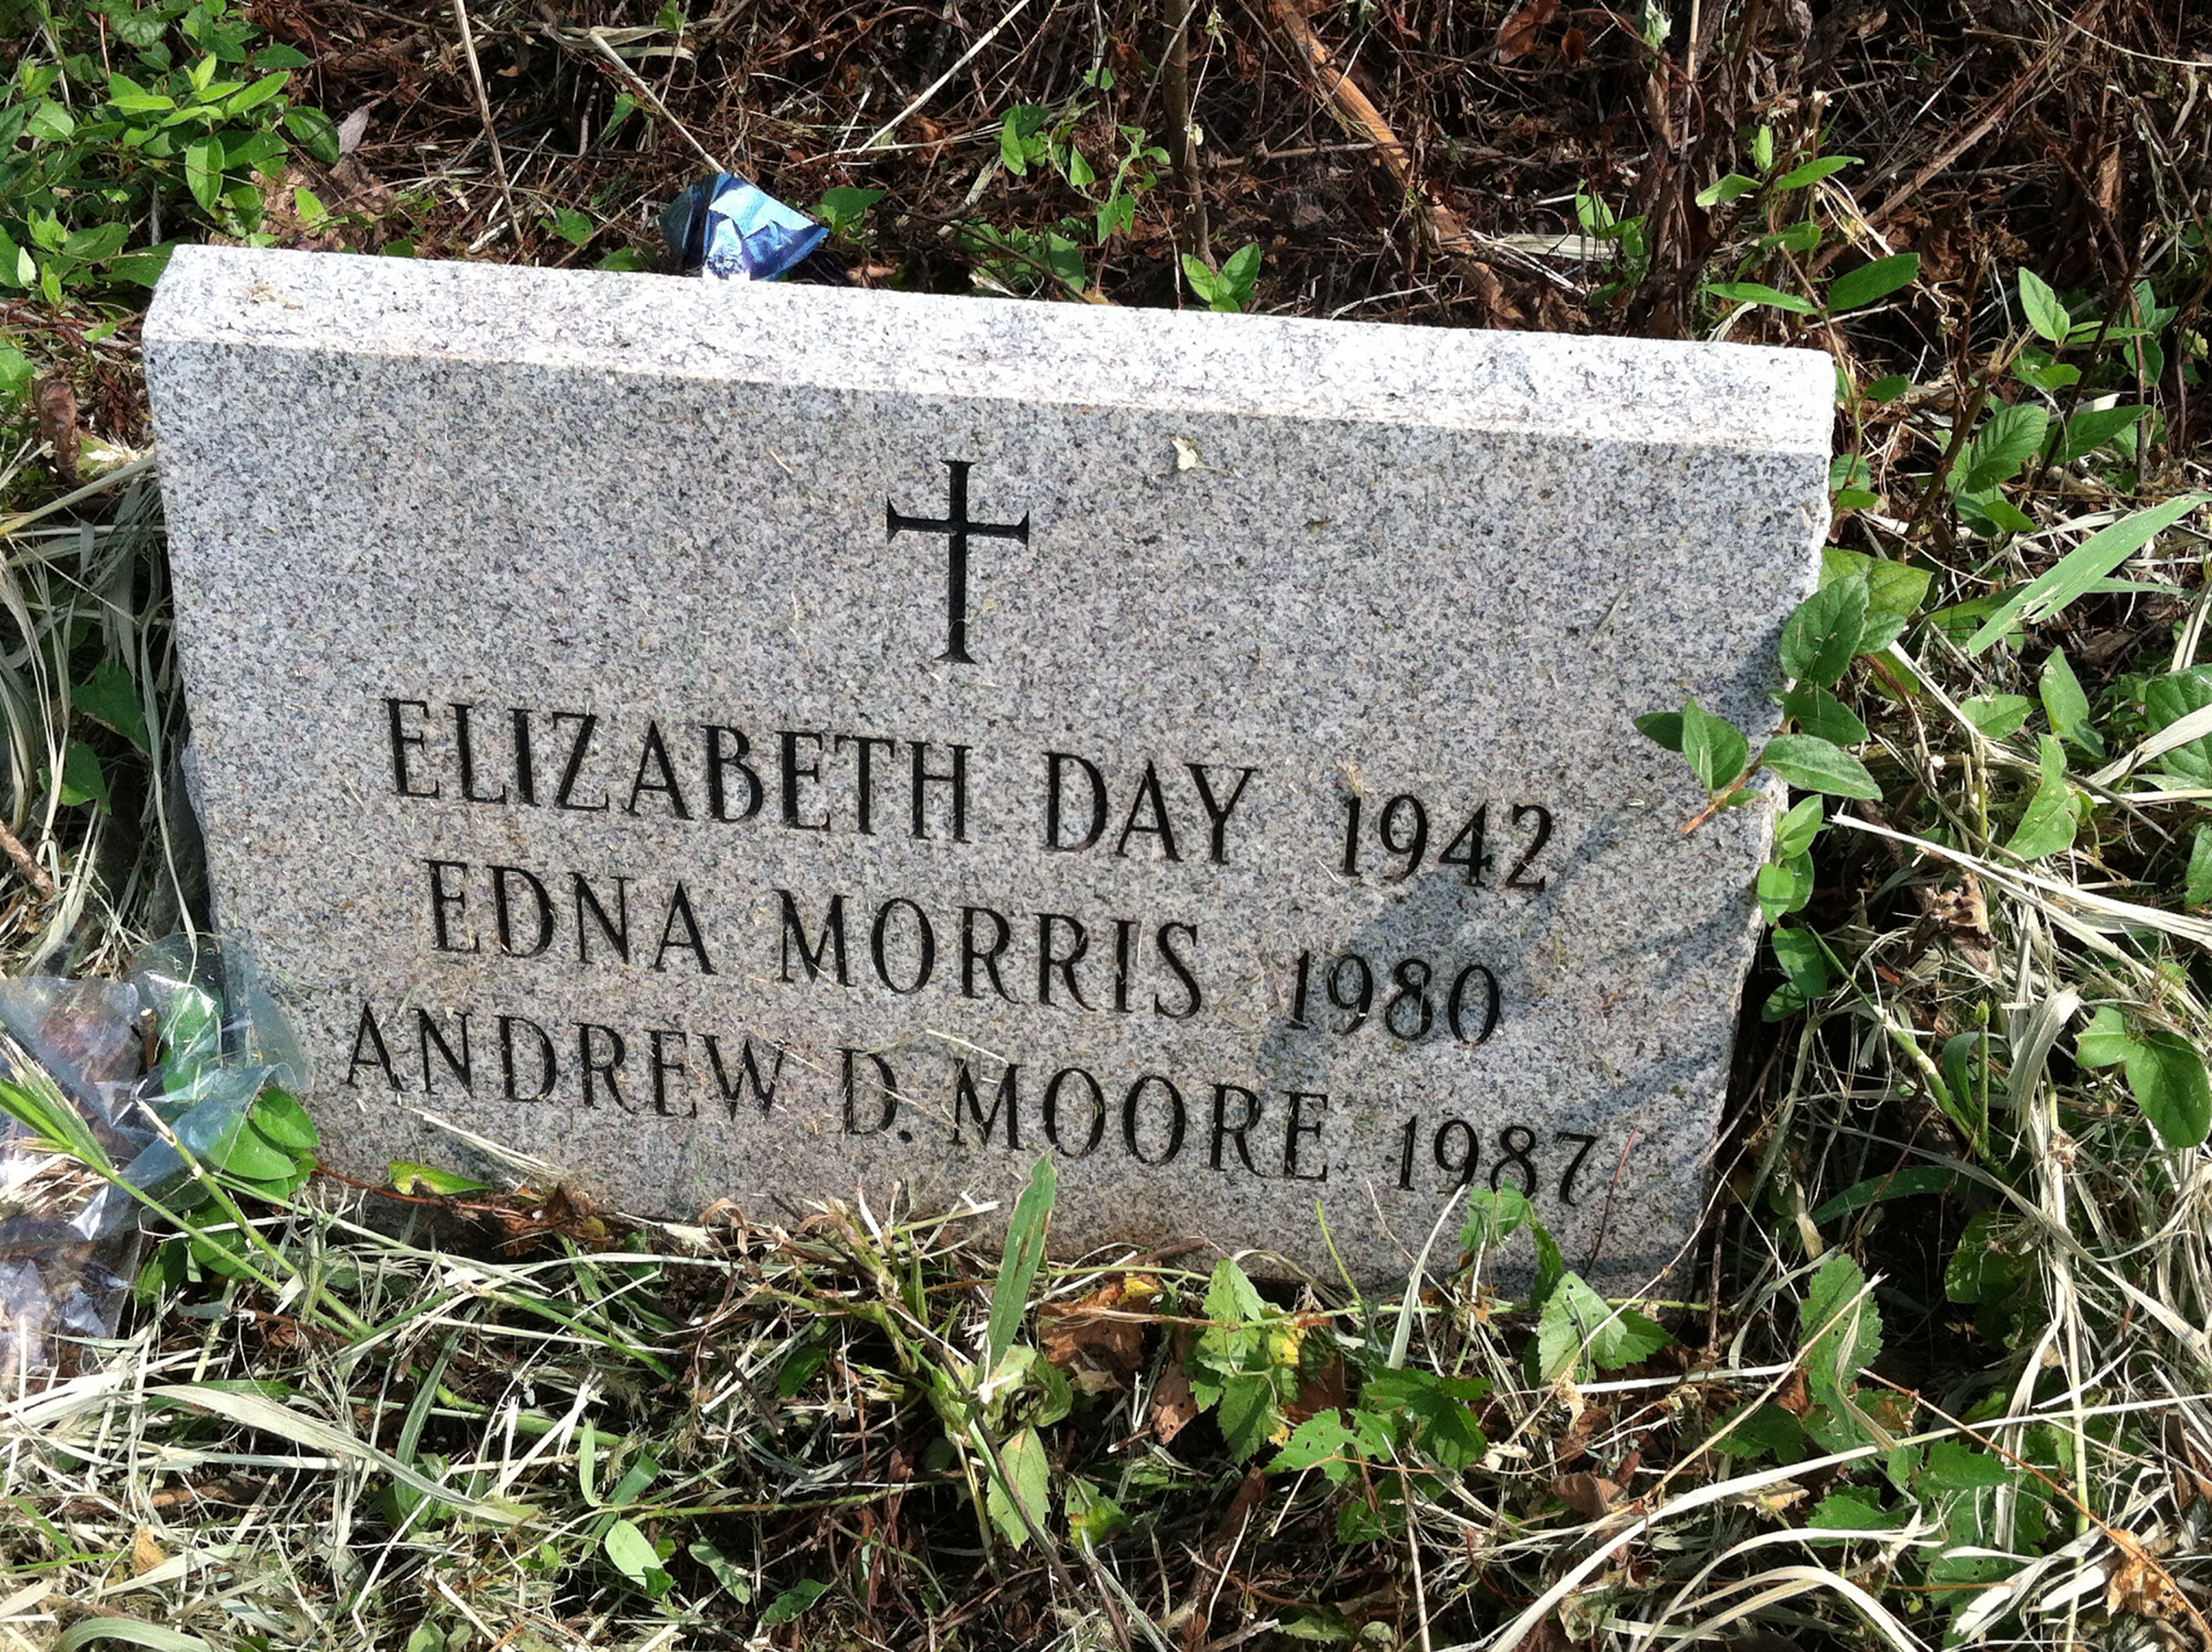 ELIZABETH DAY 1942
EDNA MORRIS 1980
ANDREW D. MOORE 1987